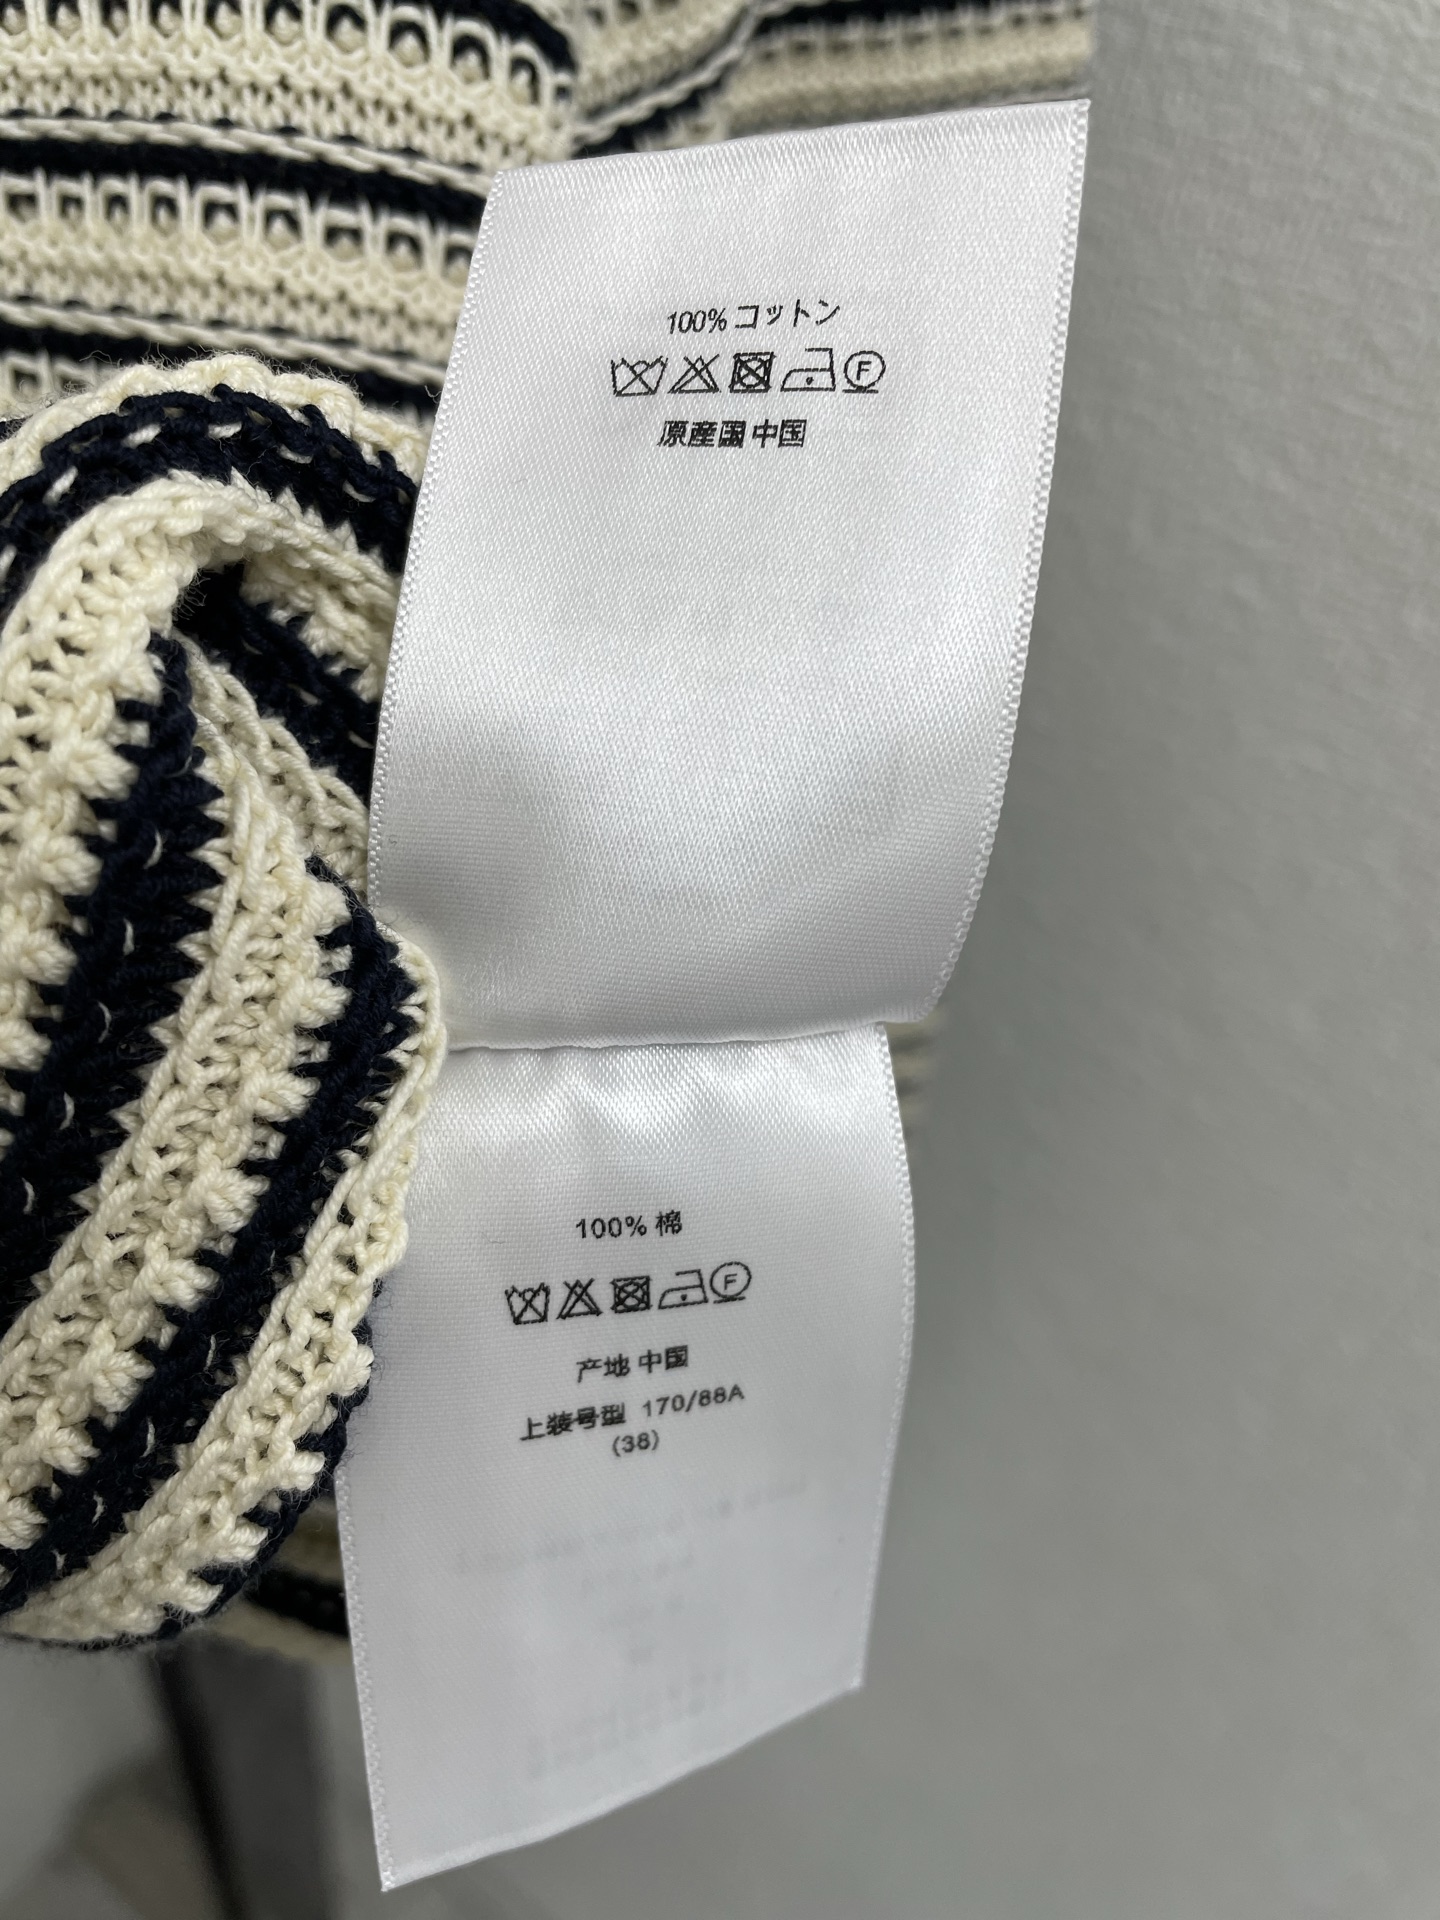 100% コットン
F
原産国 中国
100% 棉
F
产地 中国
上装号型 170/88A
(38)